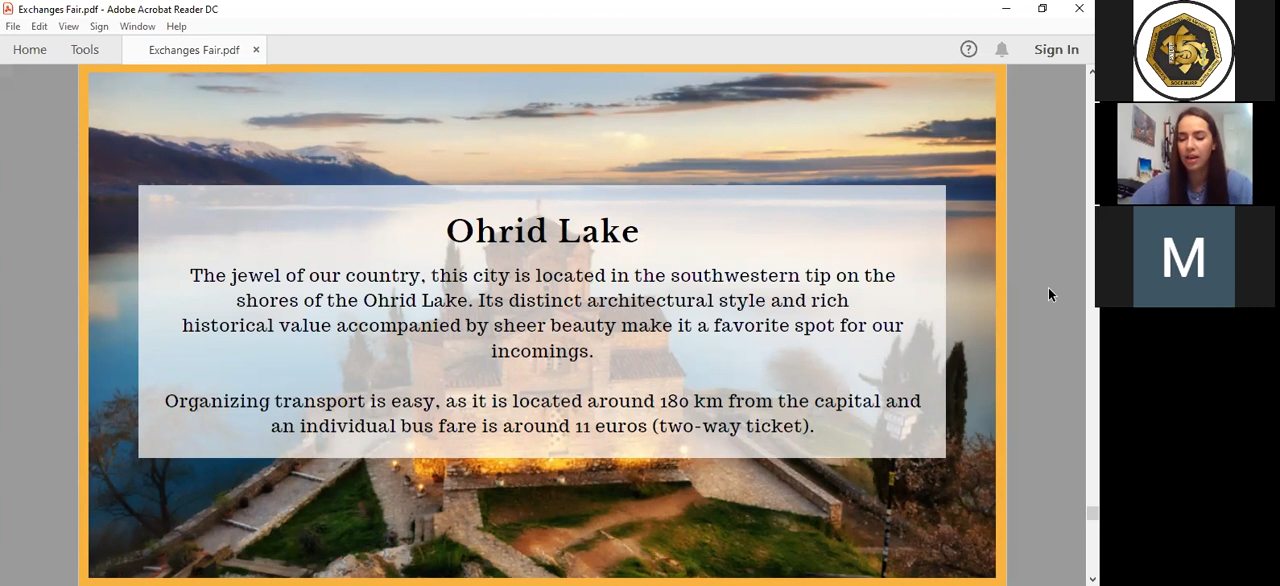 Exchanges Fair.pdf - Adobe Acrobat Reader DC
File Edit View Sign Window Help
Home Tools Exchanges Fair.pdf × Sign In
Ohrid Lake
The jewel of our country, this city is located in the southwestern tip on the
shores of the Ohrid Lake. Its distinct architectural style and rich
historical value accompanied by sheer beauty make it a favorite spot for our
incomings.
Organizing transport is easy, as it is located around 180 km from the capital and
an individual bus fare is around 11 euros (two-way ticket).
15
SOCEMURP
M